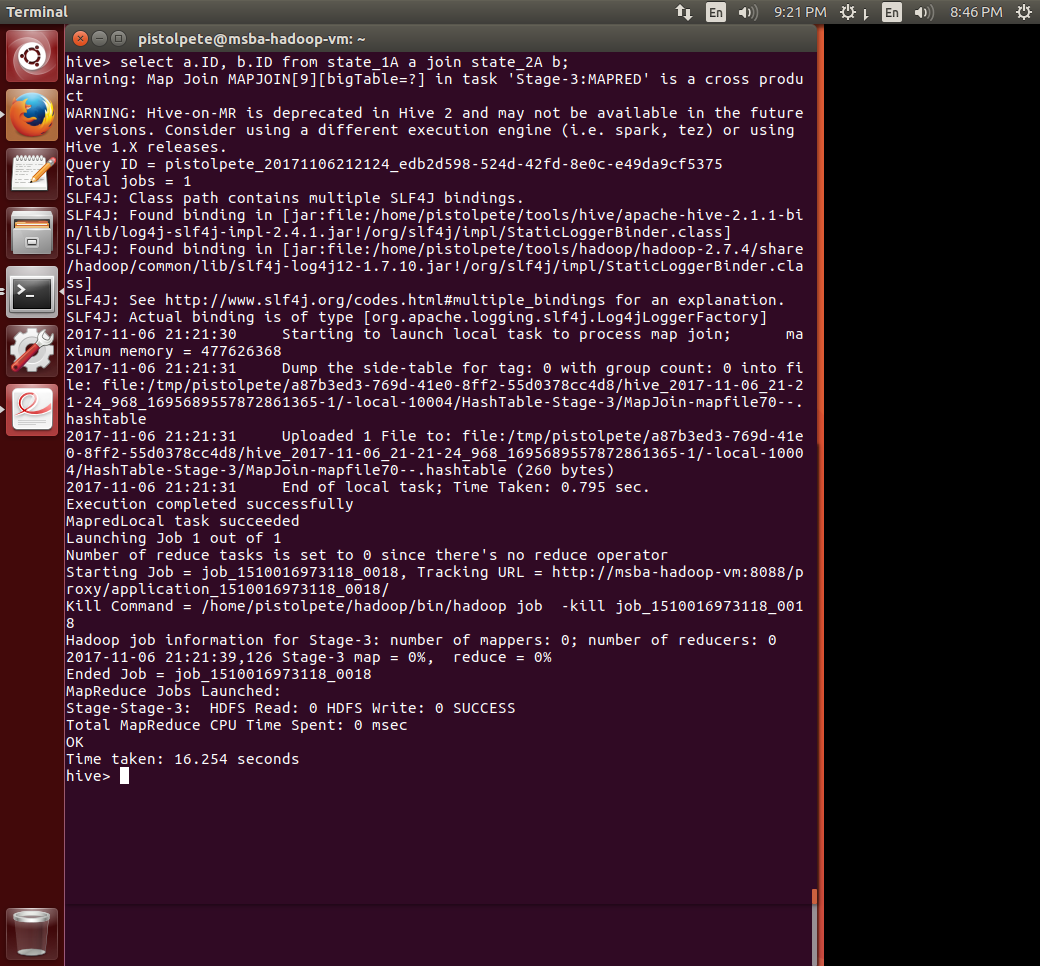 Terminal
En
9:21 PM
En
8:46 PM
pistolpete@msba-hadoop-vm: ~
hive> select a.ID, b.ID from state_1A a join state_2A b;
Warning: Map Join MAPJOIN[9][bigTable=?] in task 'Stage-3:MAPRED' is a cross produ
ct
WARNING: Hive-on-MR is deprecated in Hive 2 and may not be available in the future
 versions. Consider using a different execution engine (i.e. spark, tez) or using
Hive 1.X releases.
Query ID = pistolpete_20171106212124_edb2d598-524d-42fd-8e0c-e49da9cf5375
Total jobs = 1
SLF4J: Class path contains multiple SLF4J bindings.
SLF4J: Found binding in [jar:file:/home/pistolpete/tools/hive/apache-hive-2.1.1-bi
n/lib/log4j-slf4j-impl-2.4.1.jar!/org/slf4j/impl/StaticLoggerBinder.class]
SLF4J: Found binding in [jar:file:/home/pistolpete/tools/hadoop/hadoop-2.7.4/share
/hadoop/common/lib/slf4j-log4j12-1.7.10.jar!/org/slf4j/impl/StaticLoggerBinder.cla
ss]
SLF4J: See http://www.slf4j.org/codes.html#multiple_bindings for an explanation.
SLF4J: Actual binding is of type [org.apache.logging.slf4j.Log4jLoggerFactory]
2017-11-06 21:21:30     Starting to launch local task to process map join;      ma
ximum memory = 477626368
2017-11-06 21:21:31     Dump the side-table for tag: 0 with group count: 0 into fi
le: file:/tmp/pistolpete/a87b3ed3-769d-41e0-8ff2-55d0378cc4d8/hive_2017-11-06_21-2
1-24_968_1695689557872861365-1/-local-10004/HashTable-Stage-3/MapJoin-mapfile70--.
hashtable
2017-11-06 21:21:31     Uploaded 1 File to: file:/tmp/pistolpete/a87b3ed3-769d-41e
0-8ff2-55d0378cc4d8/hive_2017-11-06_21-21-24_968_1695689557872861365-1/-local-1000
4/HashTable-Stage-3/MapJoin-mapfile70--.hashtable (260 bytes)
2017-11-06 21:21:31     End of local task; Time Taken: 0.795 sec.
Execution completed successfully
MapredLocal task succeeded
Launching Job 1 out of 1
Number of reduce tasks is set to 0 since there's no reduce operator
Starting Job = job_1510016973118_0018, Tracking URL = http://msba-hadoop-vm:8088/p
roxy/application_1510016973118_0018/
Kill Command = /home/pistolpete/hadoop/bin/hadoop job  -kill job_1510016973118_001
8
Hadoop job information for Stage-3: number of mappers: 0; number of reducers: 0
2017-11-06 21:21:39,126 Stage-3 map = 0%,  reduce = 0%
Ended Job = job_1510016973118_0018
MapReduce Jobs Launched:
Stage-Stage-3:  HDFS Read: 0 HDFS Write: 0 SUCCESS
Total MapReduce CPU Time Spent: 0 msec
OK
Time taken: 16.254 seconds
hive>